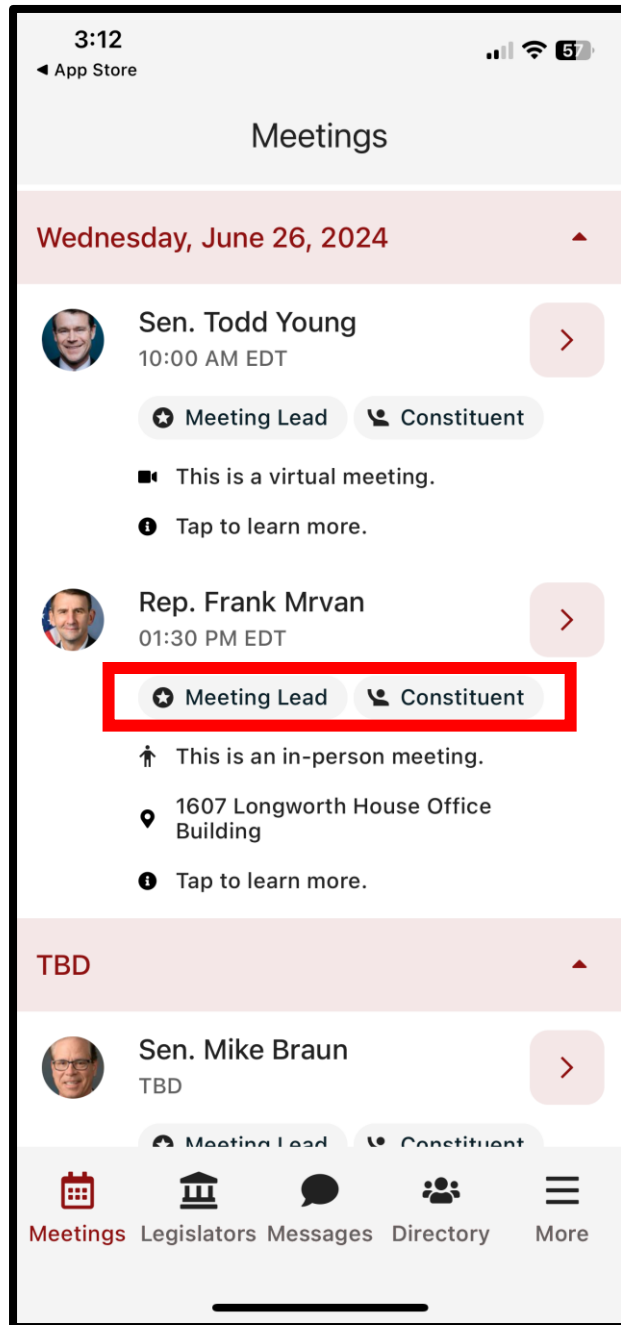 3:12
57
◀ App Store
Meetings
Wednesday, June 26, 2024
Sen. Todd Young
10:00 AM EDT
Meeting Lead Constituent
This is a virtual meeting.
Tap to learn more.
Rep. Frank Mrvan
01:30 PM EDT
Meeting Lead Constituent
This is an in-person meeting.
1607 Longworth House Office
Building
Tap to learn more.
TBD
Sen. Mike Braun
TBD
Meeting Lead Constituent
Meetings Legislators Messages Directory More